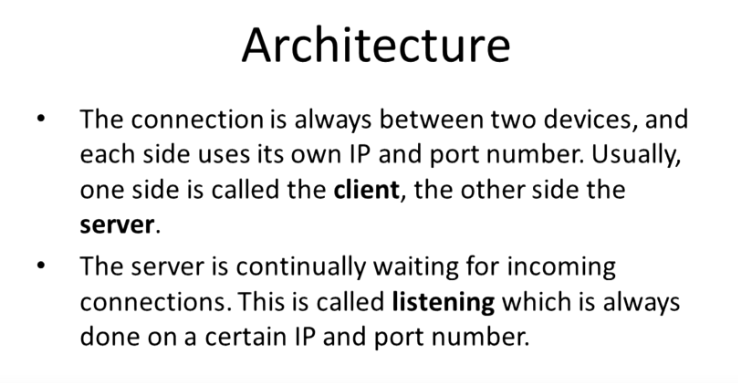 Architecture
• The connection is always between two devices, and
each side uses its own IP and port number. Usually,
one side is called the client, the other side the
server.
• The server is continually waiting for incoming
connections. This is called listening which is always
done on a certain IP and port number.